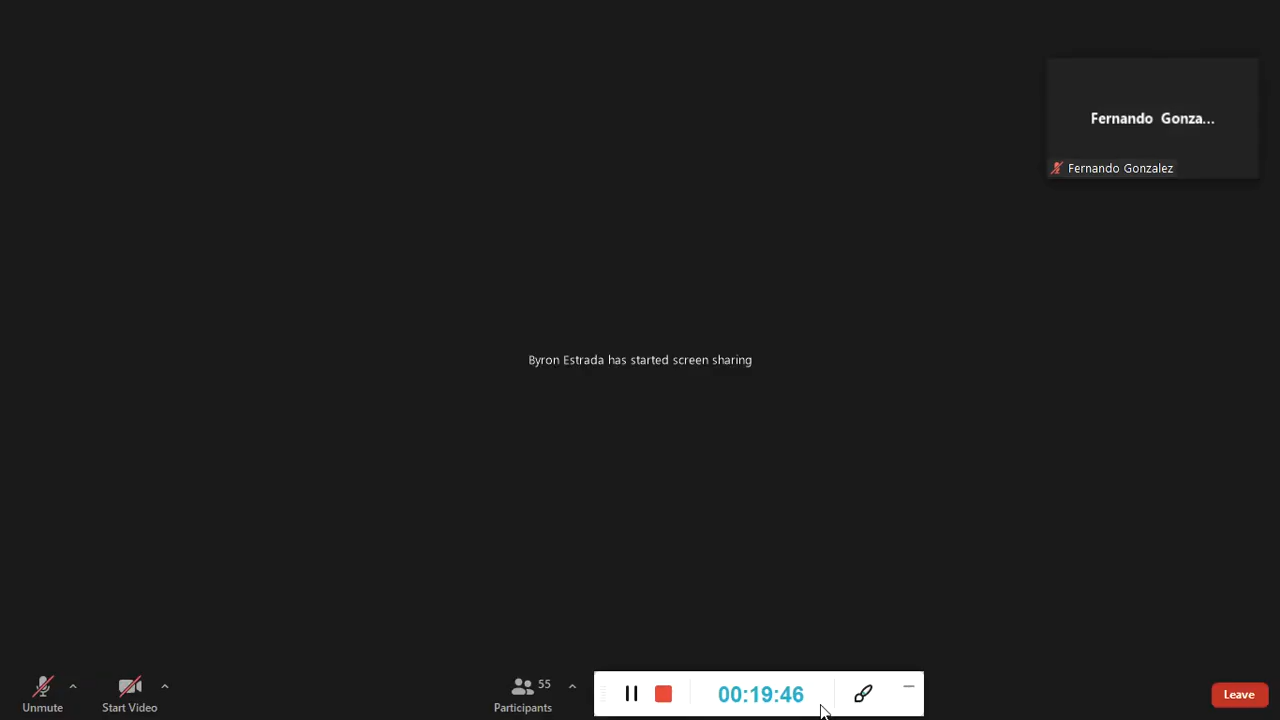 Fernando Gonza...
Fernando Gonzalez
Byron Estrada has started screen sharing
Unmute
Start Video
55
Participants
00:19:46
Leave